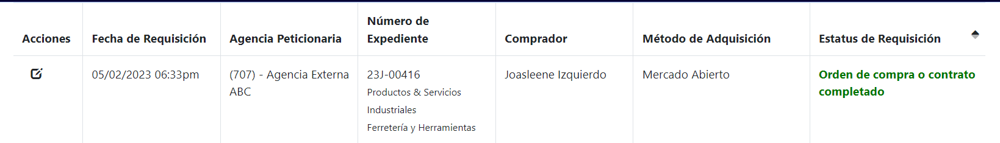 Acciones
Fecha de Requisición
Agencia Peticionaria
Número de
Expediente
Comprador
Método de Adquisición
Estatus de Requisición
05/02/2023 06:33pm
(707) - Agencia Externa
ABC
23J-00416
Productos & Servicios
Industriales
Ferretería y Herramientas
Joasleene Izquierdo
Mercado Abierto
Orden de compra o contrato
completado